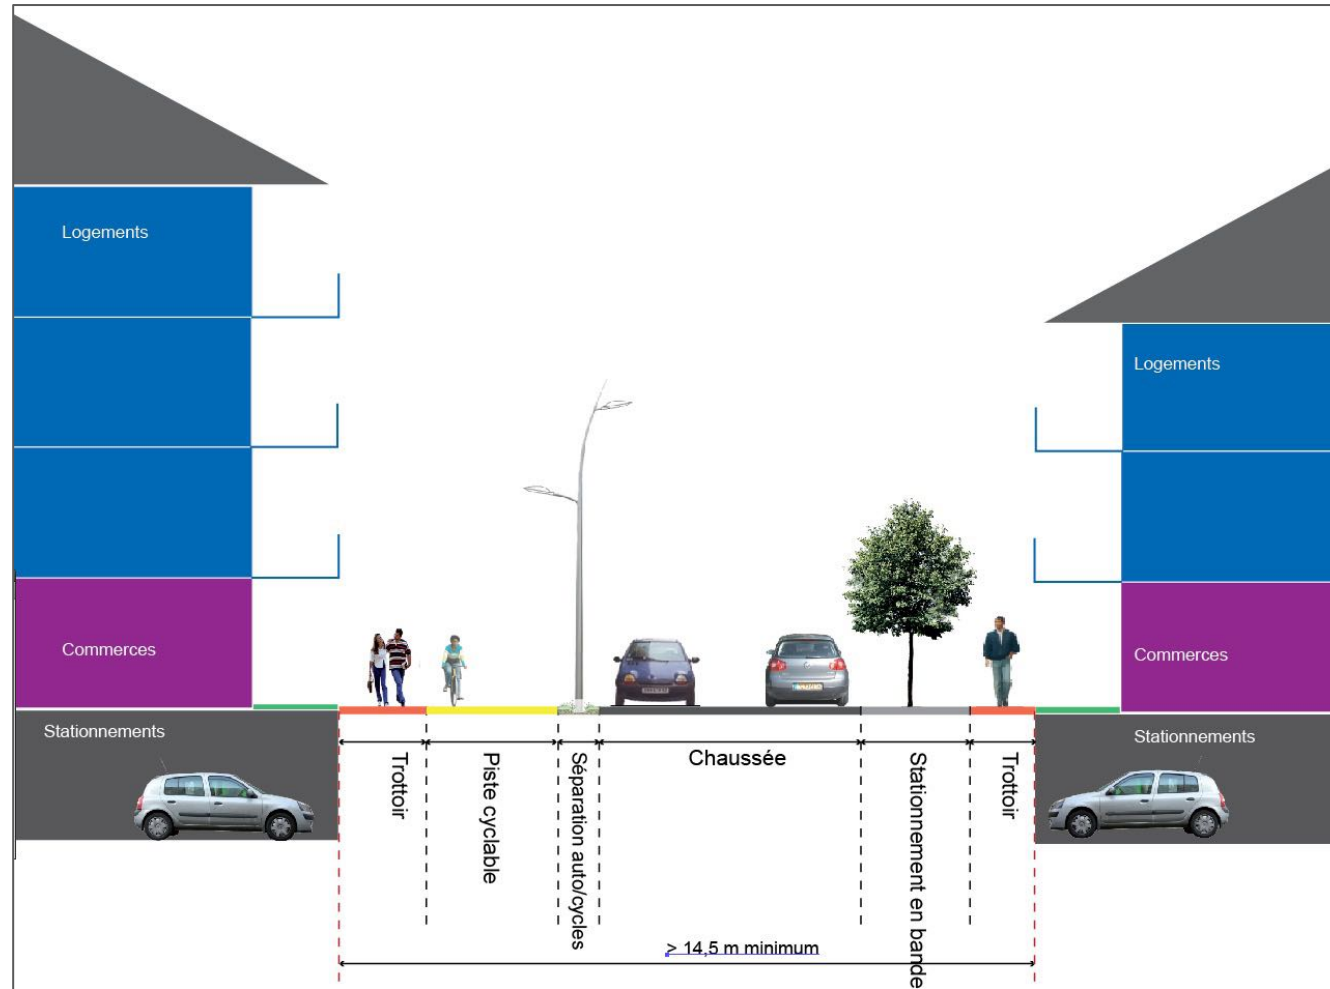 Logements
Logements
Commerces
Commerces
Stationnements
Stationnements
Trottoir
Piste cyclable
Séparation auto/cycles
Chaussée
Stationnement en bande
Trottoir
> 14,5 m minimum